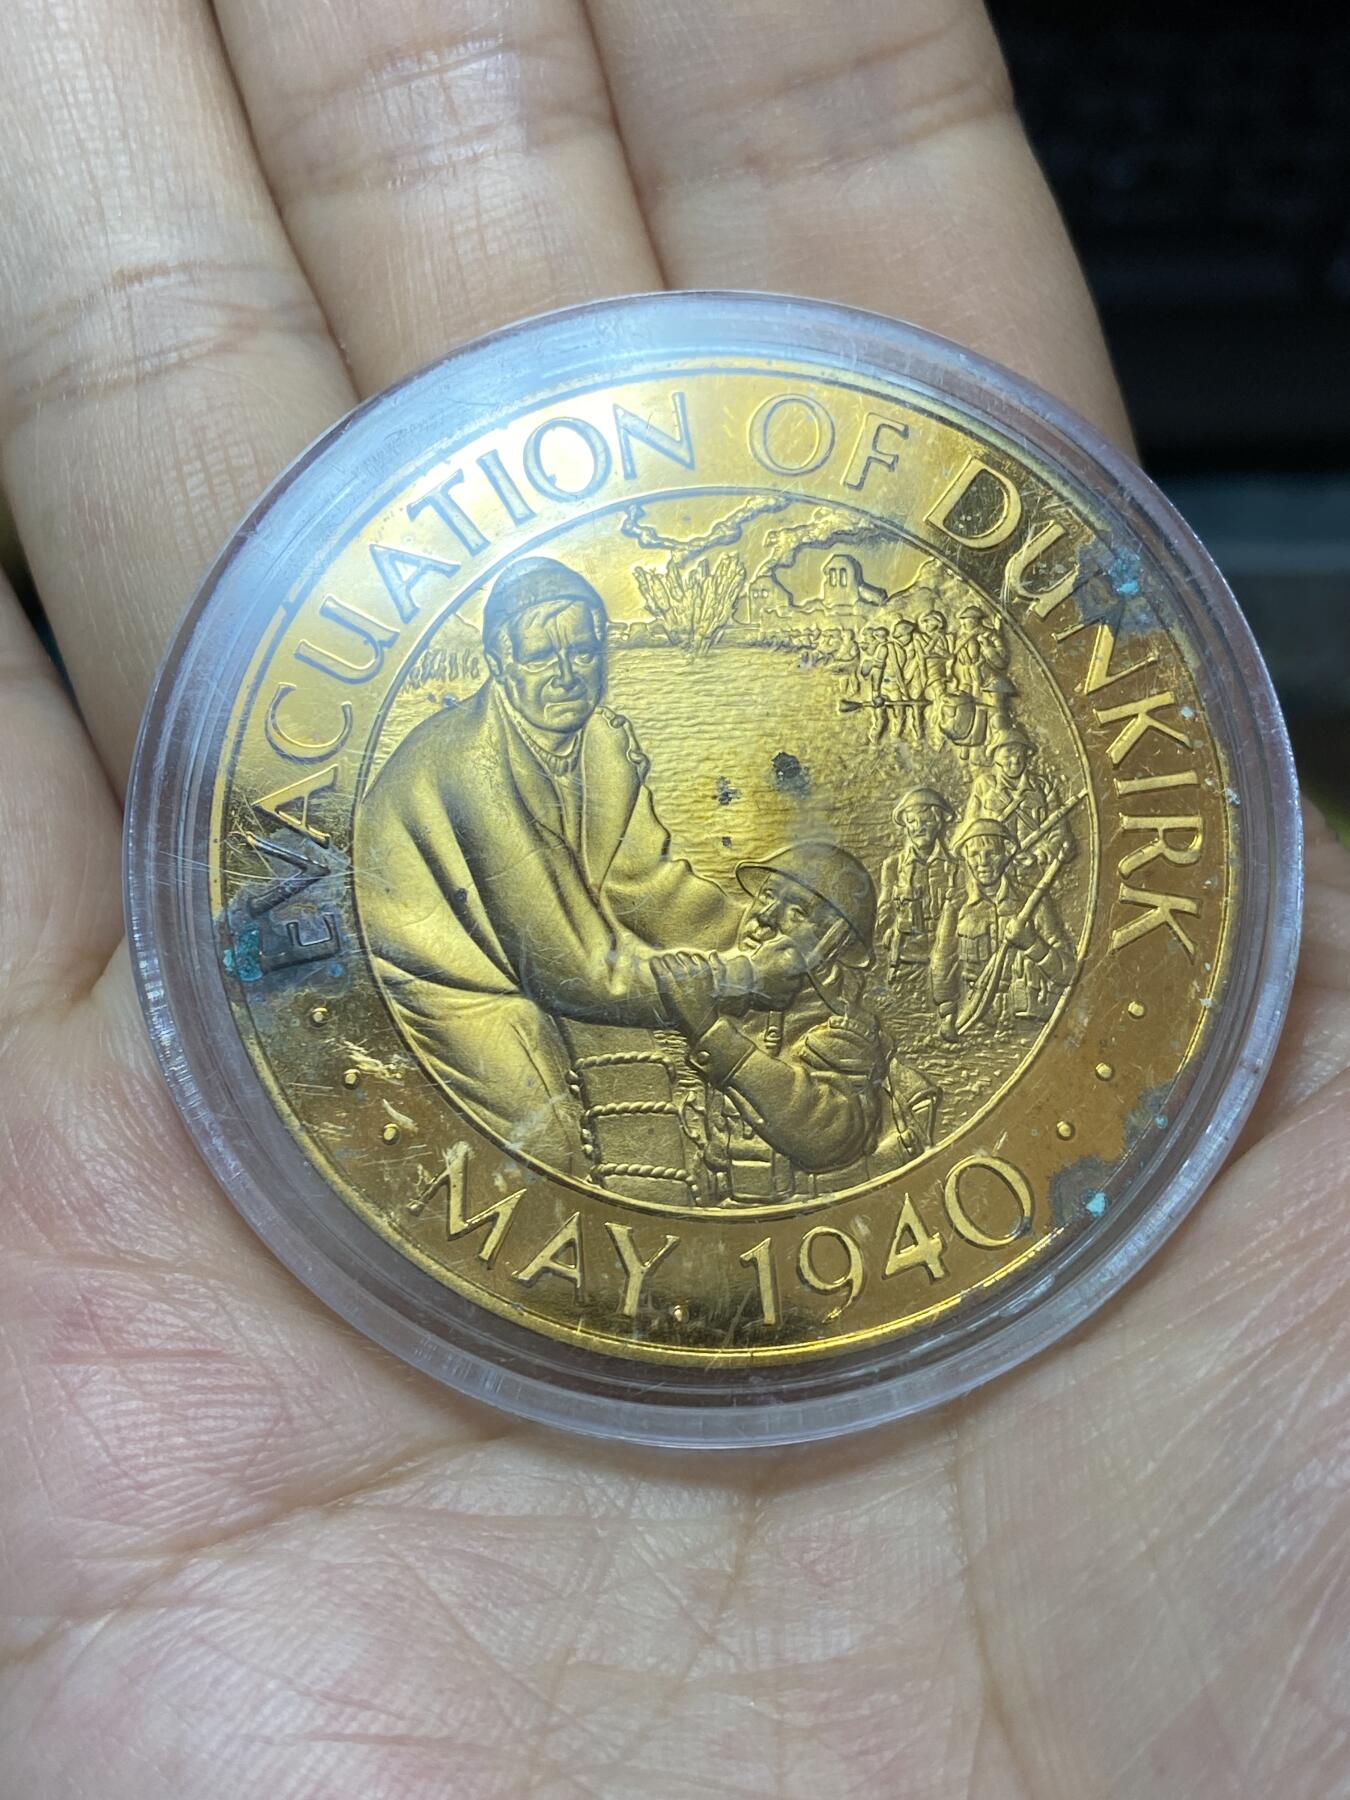 EVACUATION OF DUNKIRK
MAY. 1940